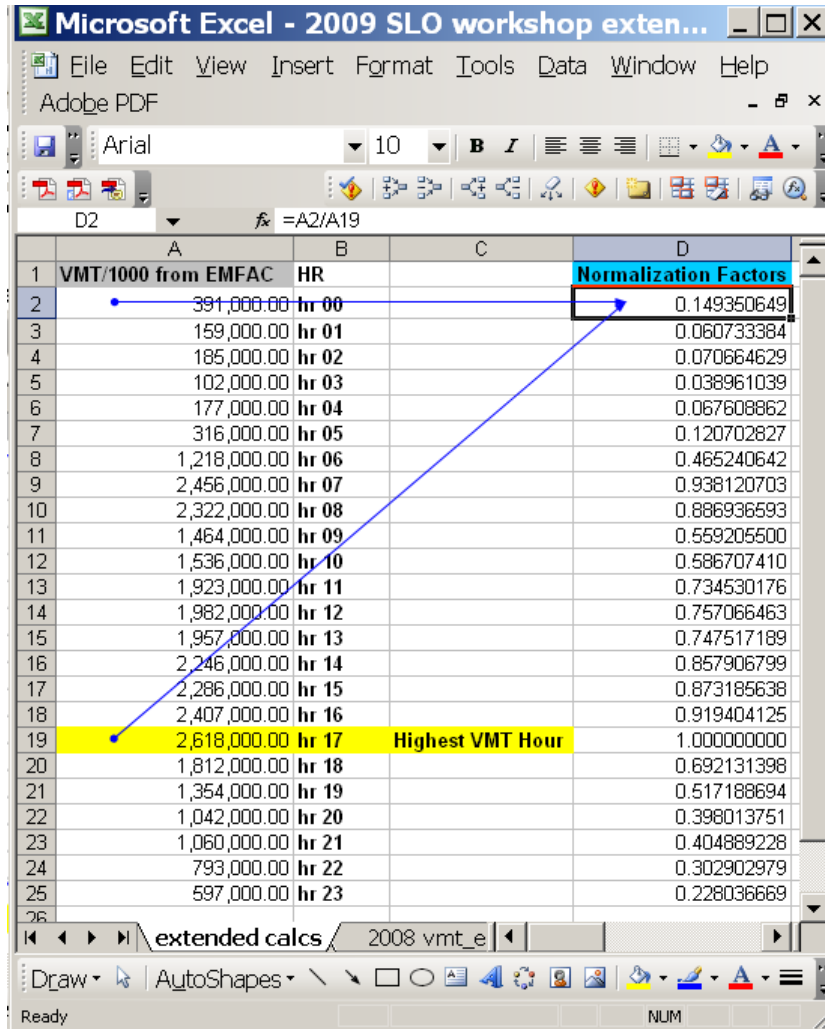 Microsoft Excel - 2009 SLO workshop exten...
File Edit View Insert Format Tools Data Window Help
Adobe PDF
Arial 10 B I A
D2 fx =A2/A19
A B C D
1 VMT/1000 from EMFAC HR Normalization Factors
2 391,000.00 hr 00 0.149350649
3 159,000.00 hr 01 0.060733384
4 185,000.00 hr 02 0.070664629
5 102,000.00 hr 03 0.038961039
6 177,000.00 hr 04 0.067608862
7 316,000.00 hr 05 0.120702827
8 1,218,000.00 hr 06 0.465240642
9 2,456,000.00 hr 07 0.938120703
10 2,322,000.00 hr 08 0.886936593
11 1,464,000.00 hr 09 0.559205500
12 1,536,000.00 hr 10 0.586707410
13 1,923,000.00 hr 11 0.734530176
14 1,982,000.00 hr 12 0.757066463
15 1,957,000.00 hr 13 0.747517189
16 2,246,000.00 hr 14 0.857906799
17 2,286,000.00 hr 15 0.873185638
18 2,407,000.00 hr 16 0.919404125
19 2,618,000.00 hr 17 Highest VMT Hour 1.000000000
20 1,812,000.00 hr 18 0.692131398
21 1,354,000.00 hr 19 0.517188694
22 1,042,000.00 hr 20 0.398013751
23 1,060,000.00 hr 21 0.404889228
24 793,000.00 hr 22 0.302902979
25 597,000.00 hr 23 0.228036669
26
extended calcs 2008 vmt_e
Draw AutoShapes A A
Ready NUM